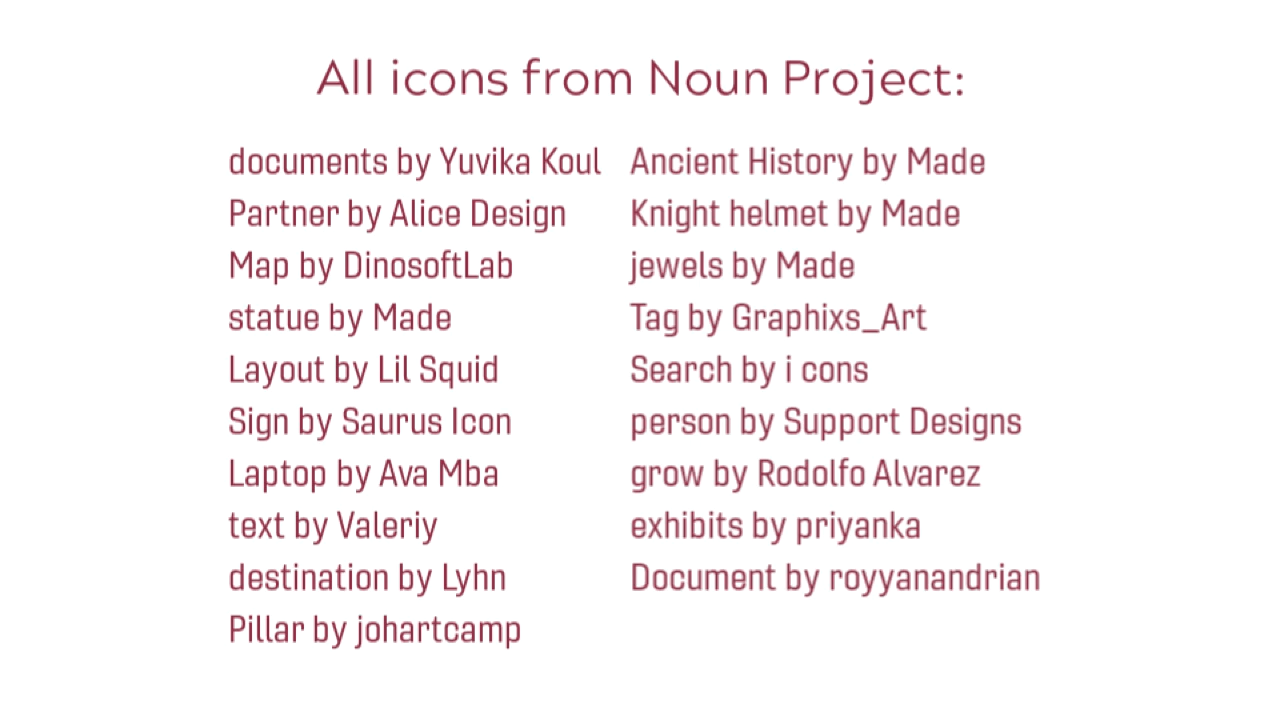 All icons from Noun Project:
documents by Yuvika Koul
Partner by Alice Design
Map by DinosoftLab
statue by Made
Layout by Lil Squid
Sign by Saurus Icon
Laptop by Ava Mba
text by Valeriy
destination by Lyhn
Pillar by johartcamp
Ancient History by Made
Knight helmet by Made
jewels by Made
Tag by Graphixs_Art
Search by i cons
person by Support Designs
grow by Rodolfo Alvarez
exhibits by priyanka
Document by royyanandrian